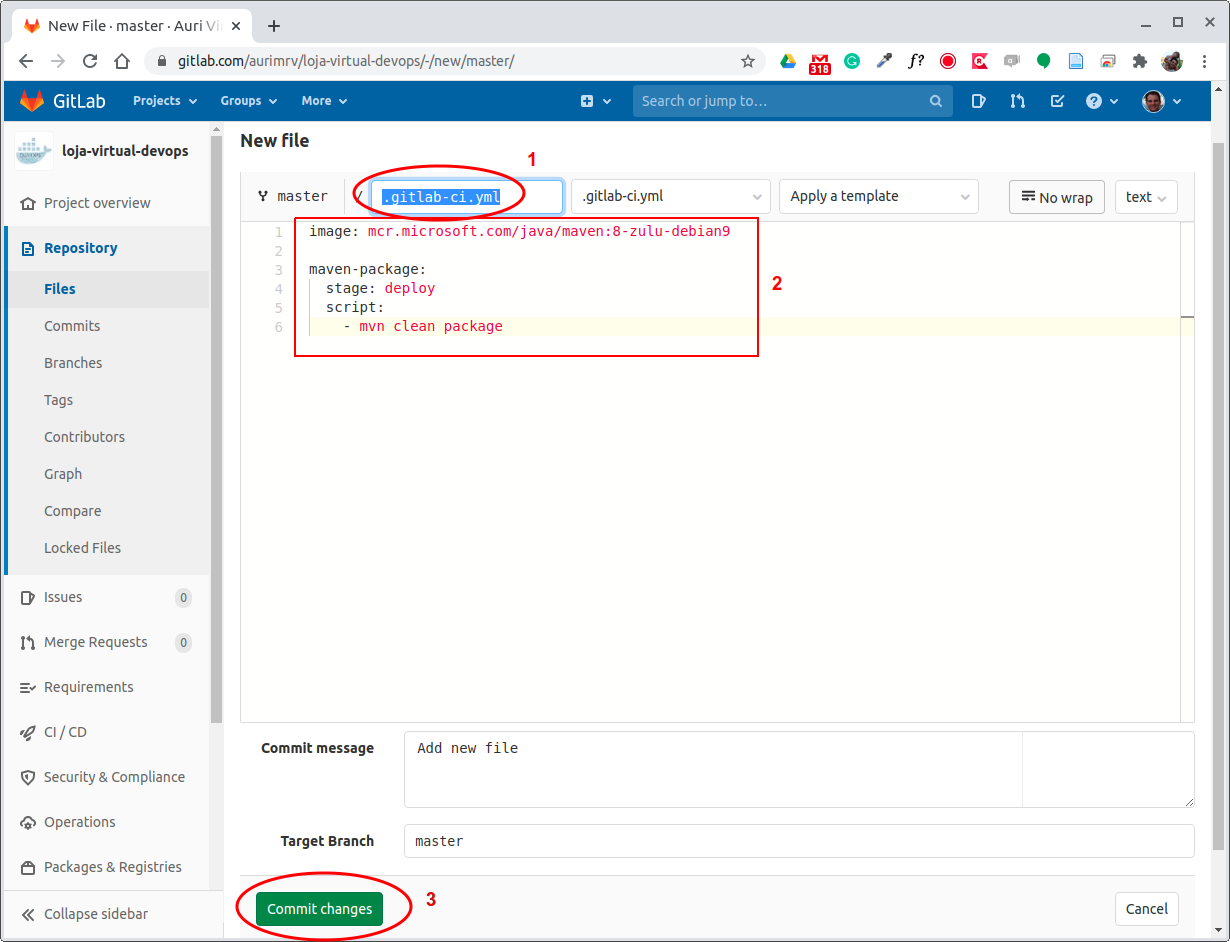 New File · master · Auri Vi
gitlab.com/aurimrv/loja-virtual-devops/-/new/master/
f?
318
GitLab
Projects
Groups
More
Search or jump to…
loja-virtual-devops
Project overview
Repository
Files
Commits
Branches
Tags
Contributors
Graph
Compare
Locked Files
Issues 0
Merge Requests 0
Requirements
CI / CD
Security & Compliance
Operations
Packages & Registries
Collapse sidebar
New file
1
master / .gitlab-ci.yml .gitlab-ci.yml Apply a template No wrap text
1 image: mcr.microsoft.com/java/maven:8-zulu-debian9
2
3 maven-package:
4 stage: deploy
5 script:
6 - mvn clean package
2
Commit message Add new file
Target Branch master
Commit changes
3
Cancel